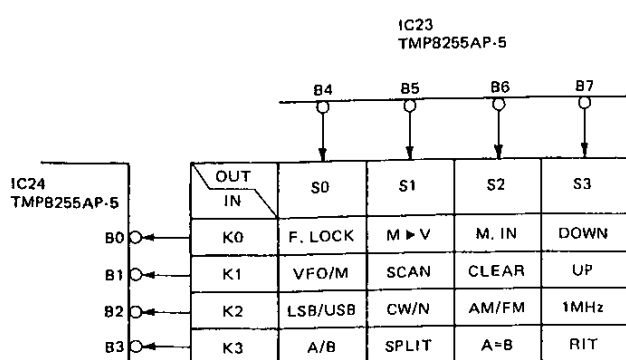 IC23
TMP8255AP-5
B4 B5 B6 B7
IC24
TMP8255AP-5
OUT
IN
S0 S1 S2 S3
B0 K0 F. LOCK M ▶ V M. IN DOWN
B1 K1 VFO/M SCAN CLEAR UP
B2 K2 LSB/USB CW/N AM/FM 1MHz
B3 K3 A/B SPLIT A=B RIT